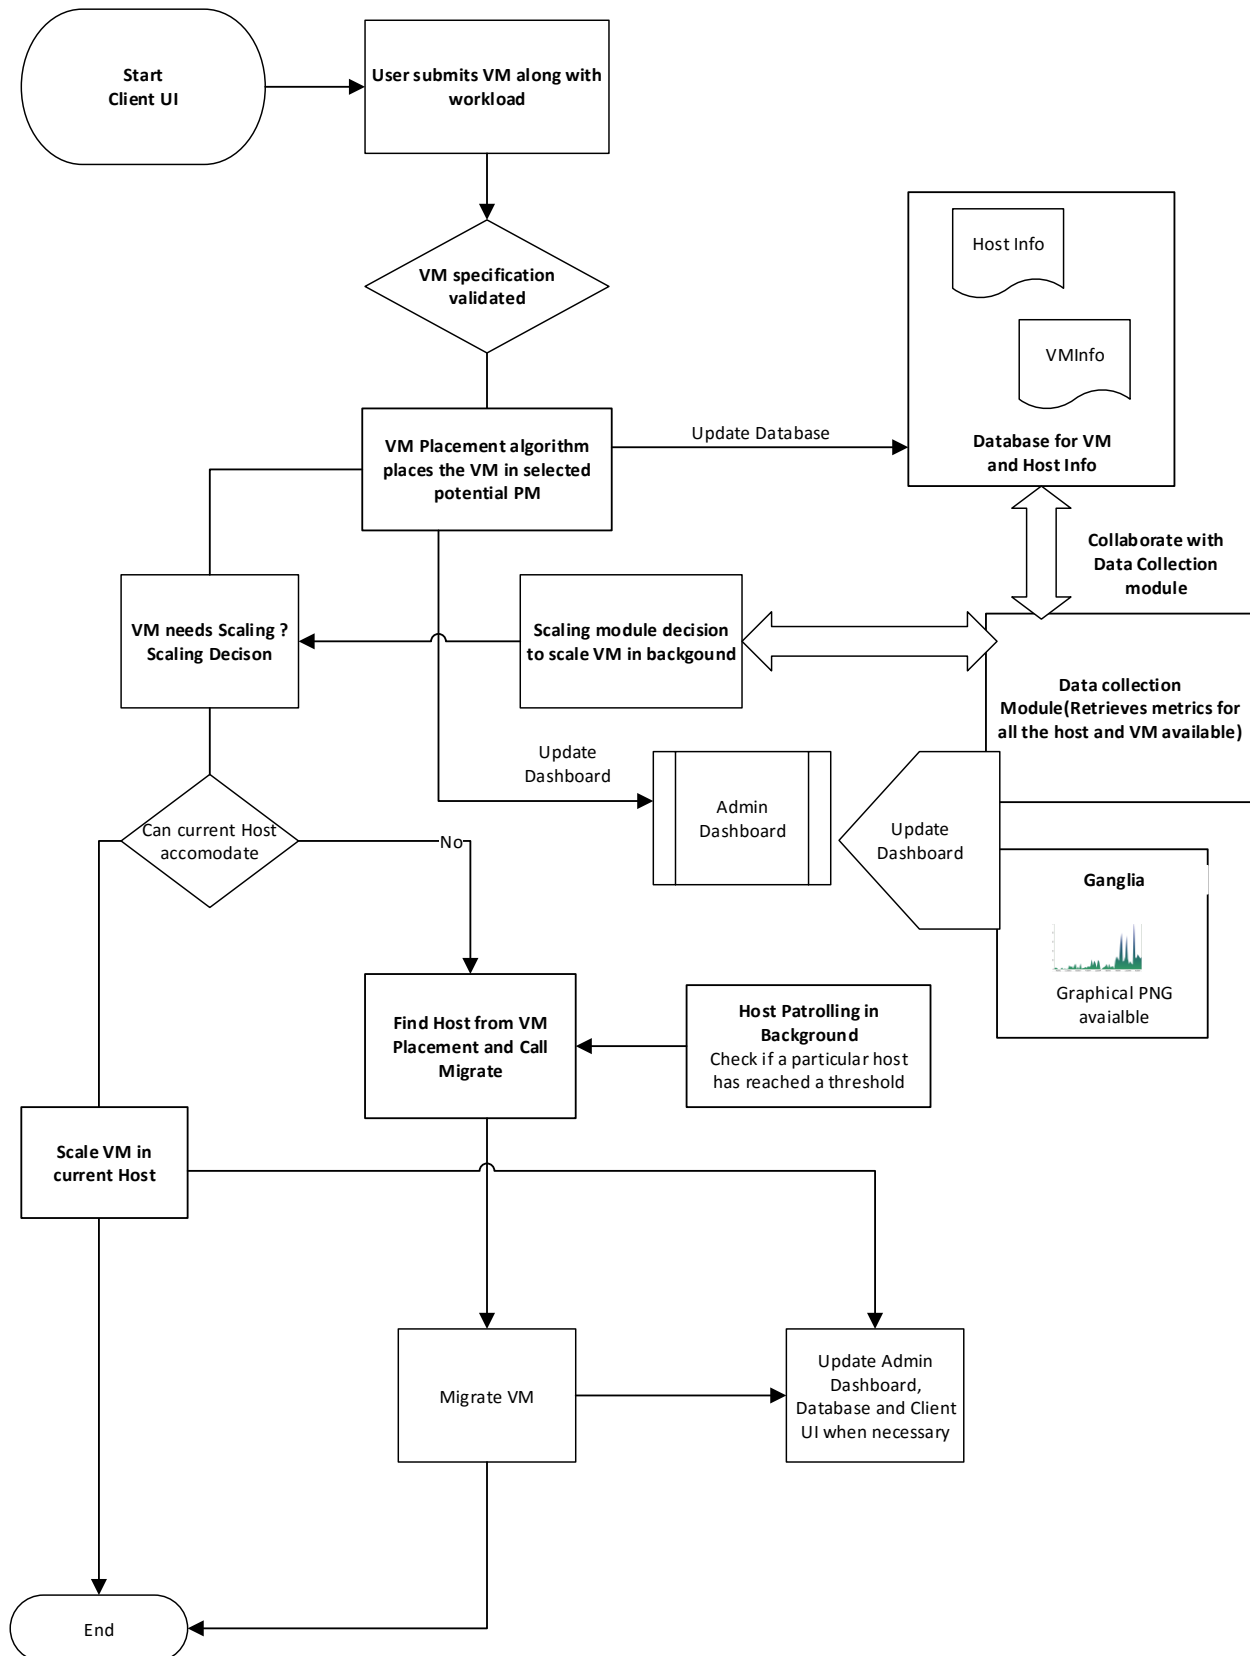 Start
Client UI
User submits VM along with
workload
VM specification
validated
Host Info
VMInfo
Database for VM
and Host Info
VM Placement algorithm
places the VM in selected
potential PM
Update Database
Collaborate with
Data Collection
module
VM needs Scaling ?
Scaling Decison
Scaling module decision
to scale VM in backgound
Data collection
Module(Retrieves metrics for
all the host and VM available)
Update
Dashboard
Admin
Dashboard
Update
Dashboard
Can current Host
accomodate
No
Ganglia
Graphical PNG
avaialble
Find Host from VM
Placement and Call
Migrate
Host Patrolling in
Background
Check if a particular host
has reached a threshold
Scale VM in
current Host
Migrate VM
Update Admin
Dashboard,
Database and Client
UI when necessary
End